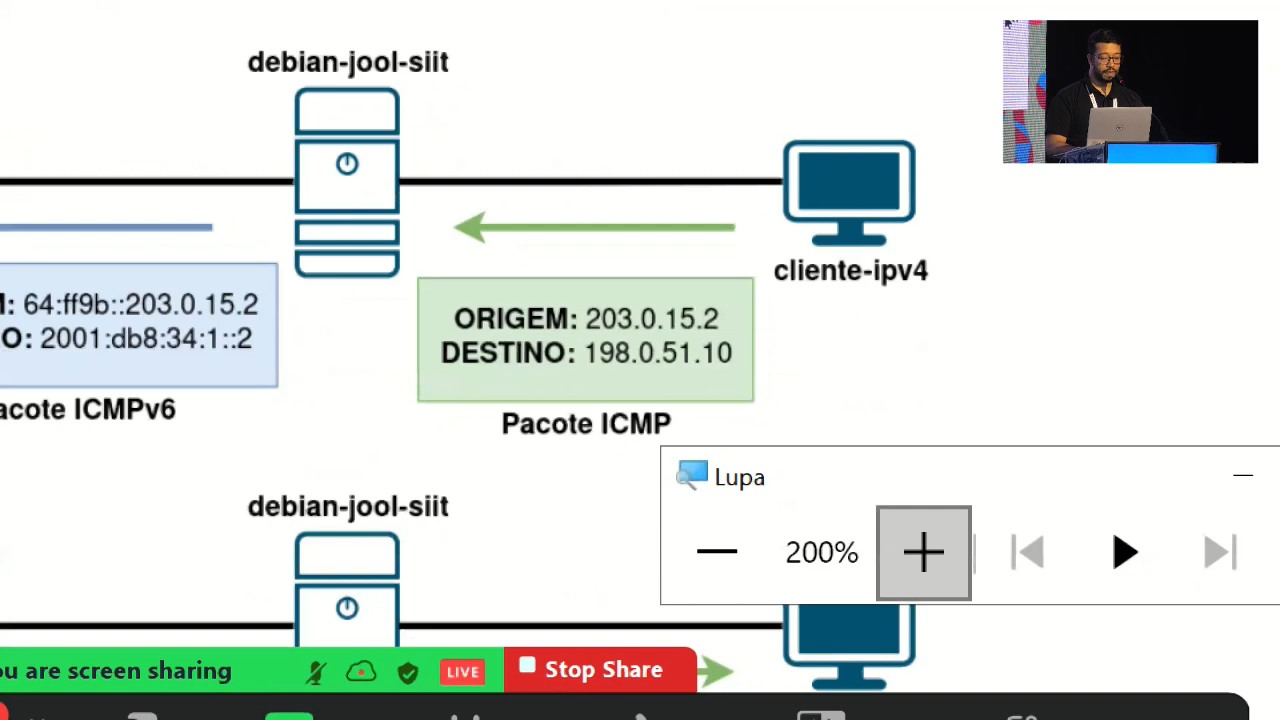 debian-jool-siit
cliente-ipv4
M: 64:ff9b::203.0.15.2
O: 2001:db8:34:1::2
acote ICMPv6
ORIGEM: 203.0.15.2
DESTINO: 198.0.51.10
Pacote ICMP
Lupa
200%
debian-jool-siit
ou are screen sharing
LIVE
Stop Share